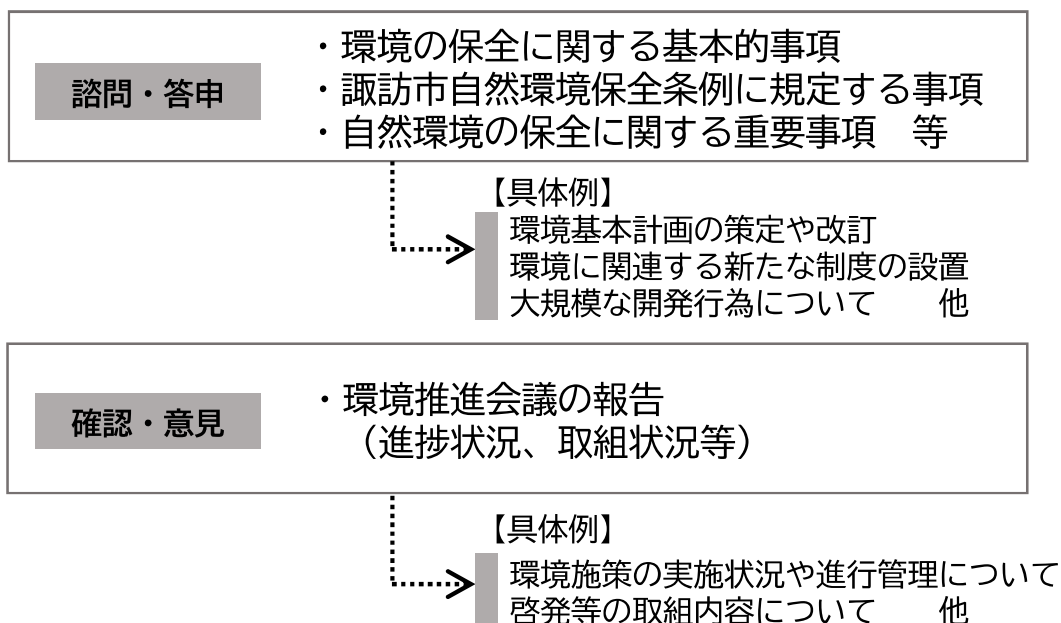 諮問・答申
・環境の保全に関する基本的事項
・諏訪市自然環境保全条例に規定する事項
・自然環境の保全に関する重要事項　等
【具体例】
環境基本計画の策定や改訂
環境に関連する新たな制度の設置
大規模な開発行為について　　他
確認・意見
・環境推進会議の報告
（進捗状況、取組状況等）
【具体例】
環境施策の実施状況や進行管理について
啓発等の取組内容について　　他